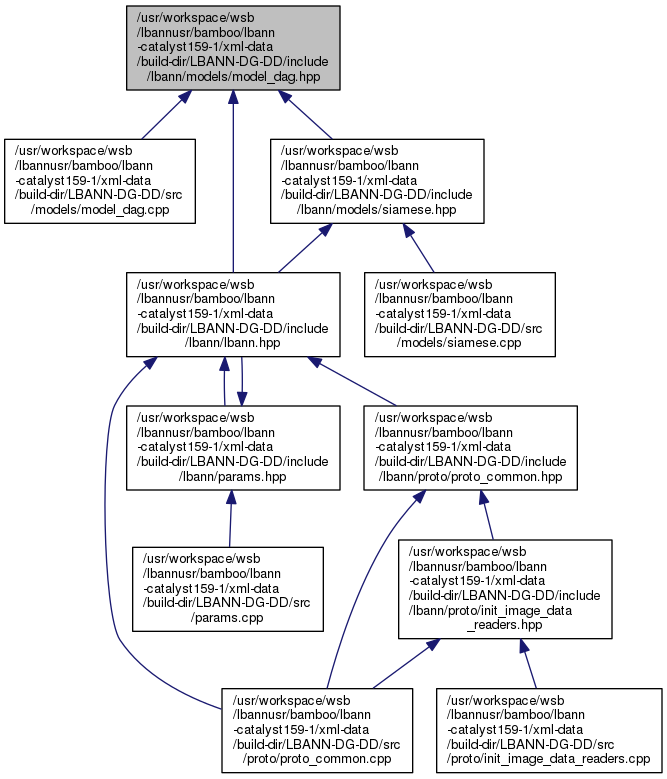 /usr/workspace/wsb
/lbannusr/bamboo/lbann
-catalyst159-1/xml-data
/build-dir/LBANN-DG-DD/include
/lbann/models/model_dag.hpp
/usr/workspace/wsb
/lbannusr/bamboo/lbann
-catalyst159-1/xml-data
/build-dir/LBANN-DG-DD/src
/models/model_dag.cpp
/usr/workspace/wsb
/lbannusr/bamboo/lbann
-catalyst159-1/xml-data
/build-dir/LBANN-DG-DD/include
/lbann/models/siamese.hpp
/usr/workspace/wsb
/lbannusr/bamboo/lbann
-catalyst159-1/xml-data
/build-dir/LBANN-DG-DD/include
/lbann/lbann.hpp
/usr/workspace/wsb
/lbannusr/bamboo/lbann
-catalyst159-1/xml-data
/build-dir/LBANN-DG-DD/src
/models/siamese.cpp
/usr/workspace/wsb
/lbannusr/bamboo/lbann
-catalyst159-1/xml-data
/build-dir/LBANN-DG-DD/include
/lbann/params.hpp
/usr/workspace/wsb
/lbannusr/bamboo/lbann
-catalyst159-1/xml-data
/build-dir/LBANN-DG-DD/include
/lbann/proto/proto_common.hpp
/usr/workspace/wsb
/lbannusr/bamboo/lbann
-catalyst159-1/xml-data
/build-dir/LBANN-DG-DD/src
/params.cpp
/usr/workspace/wsb
/lbannusr/bamboo/lbann
-catalyst159-1/xml-data
/build-dir/LBANN-DG-DD/include
/lbann/proto/init_image_data
_readers.hpp
/usr/workspace/wsb
/lbannusr/bamboo/lbann
-catalyst159-1/xml-data
/build-dir/LBANN-DG-DD/src
/proto/proto_common.cpp
/usr/workspace/wsb
/lbannusr/bamboo/lbann
-catalyst159-1/xml-data
/build-dir/LBANN-DG-DD/src
/proto/init_image_data_readers.cpp